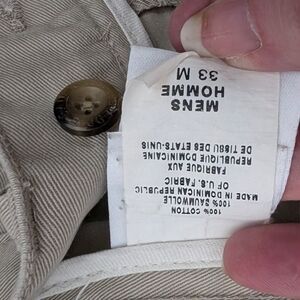 100% COTTON
100% SAUMWOLLE
MADE IN DOMINICAN REPUBLIC
OF U.S. FABRIC
FABRIQUE AUX
REPUBLIQUE DOMINICAINE
DE TISSU DES ETATS-UNIS
MENS
HOMME
33 M